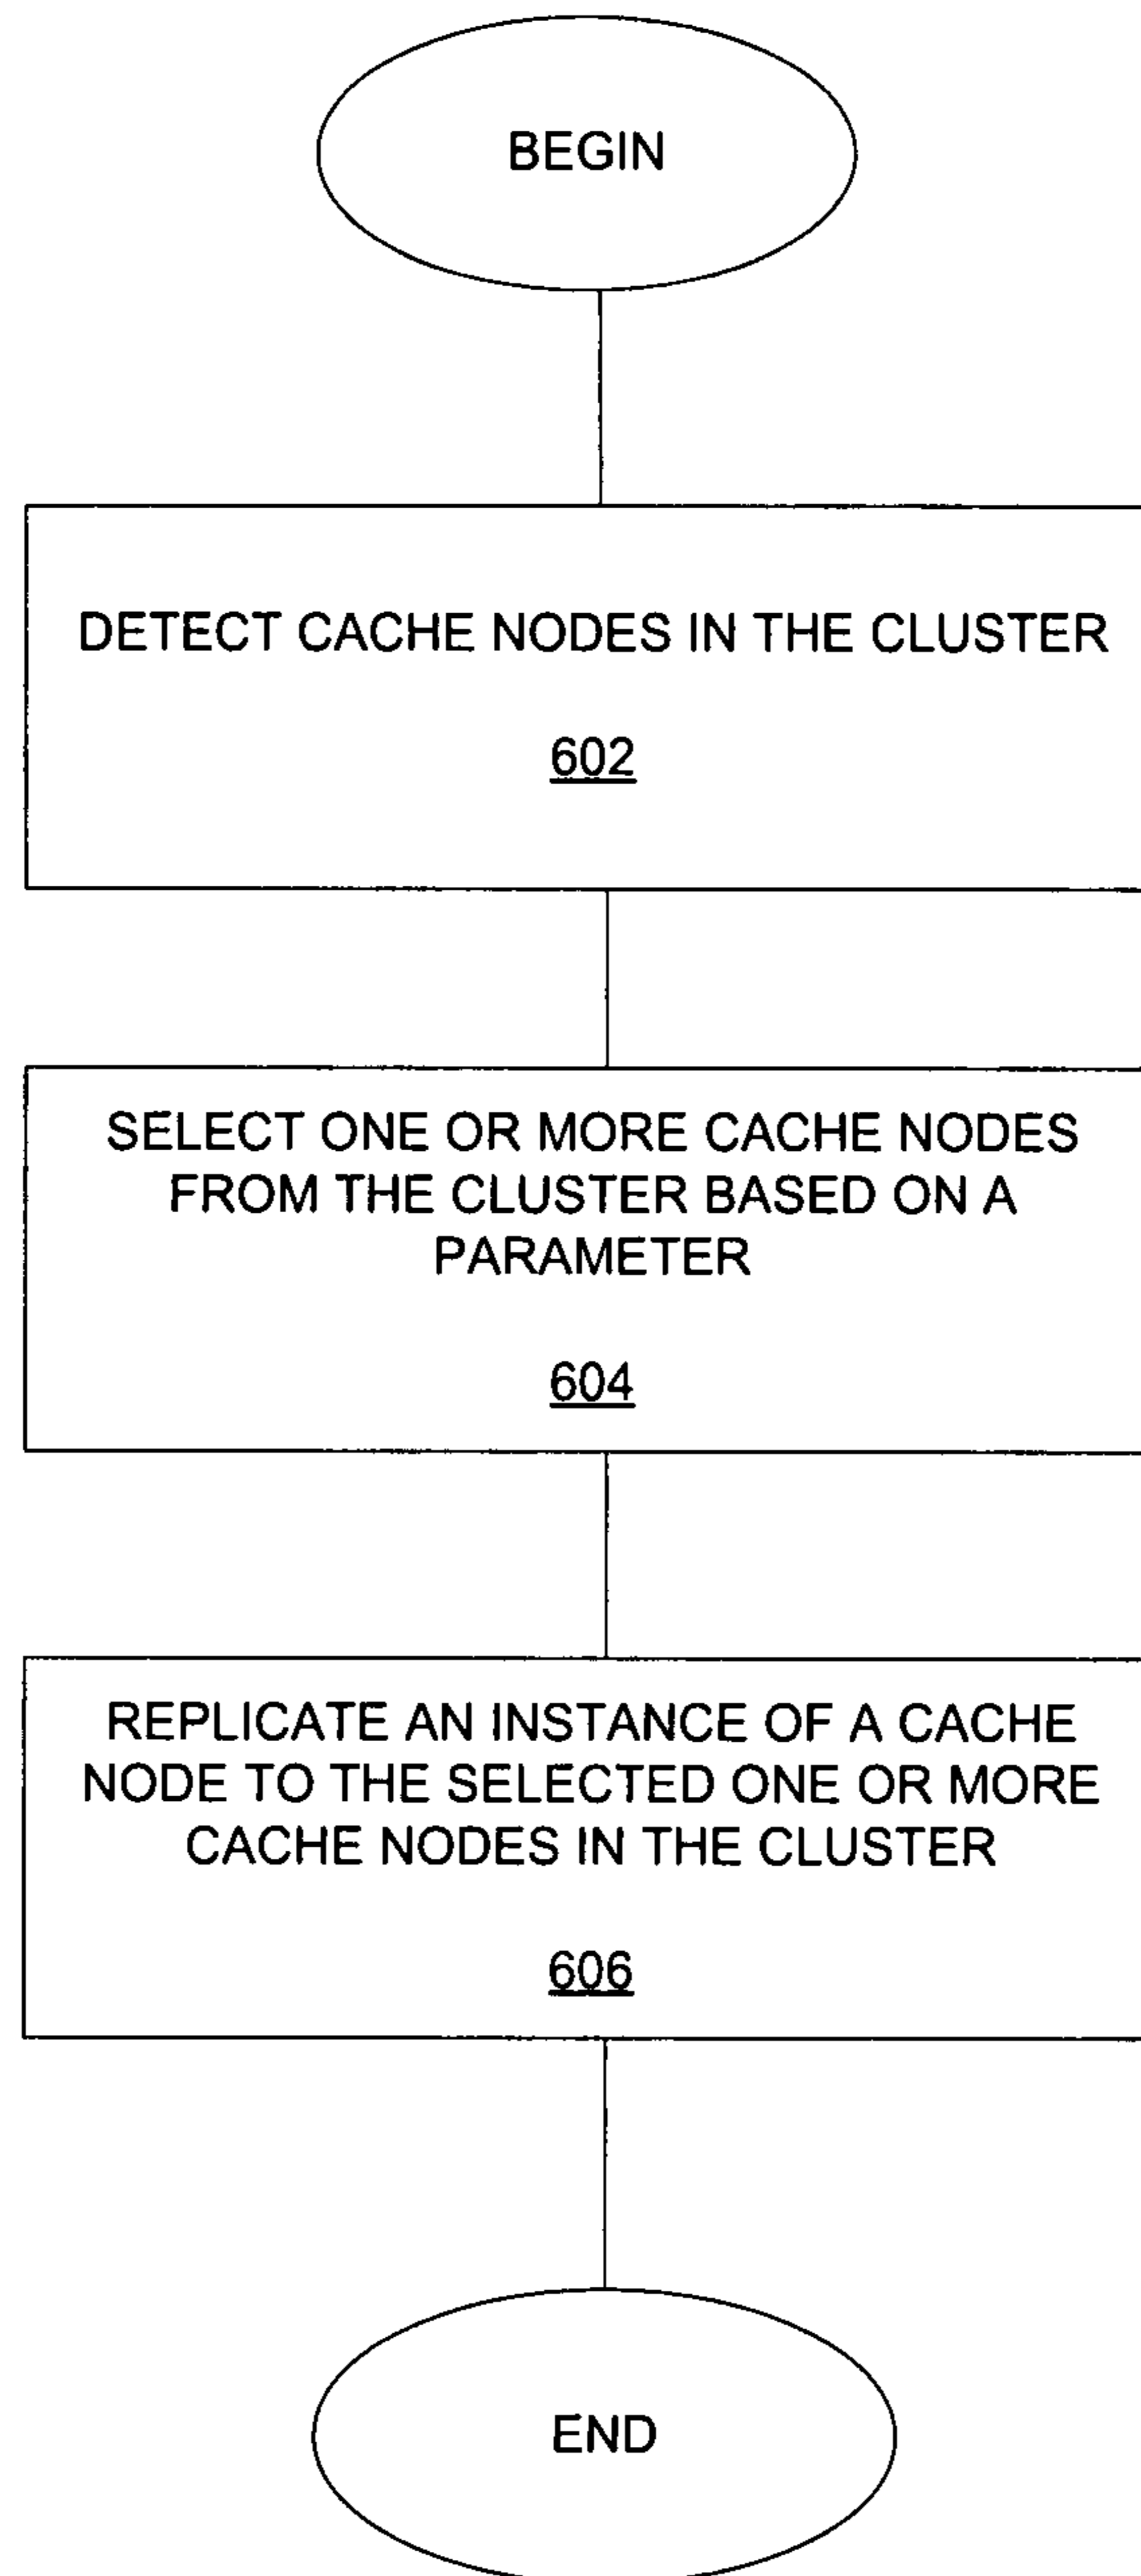 BEGIN
DETECT CACHE NODES IN THE CLUSTER
602
SELECT ONE OR MORE CACHE NODES
FROM THE CLUSTER BASED ON A
PARAMETER
604
REPLICATE AN INSTANCE OF A CACHE
NODE TO THE SELECTED ONE OR MORE
CACHE NODES IN THE CLUSTER
606
END